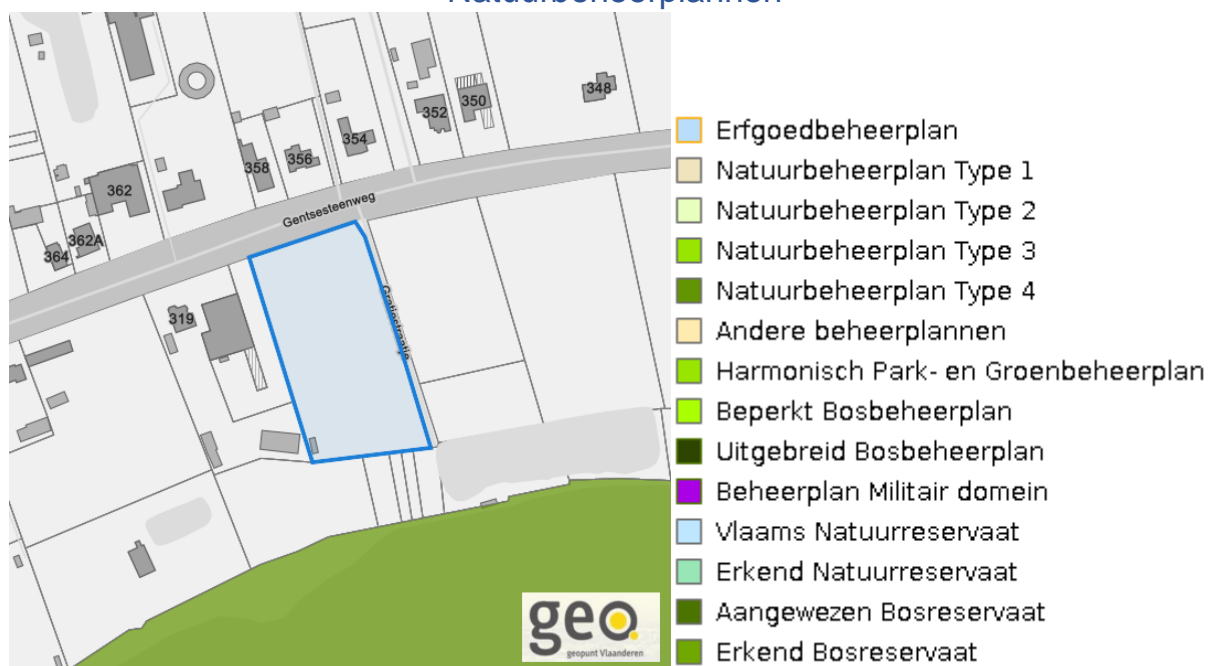 Natuurbeheerplannen
348
350
352
354
356
358
362
362A
364
Gentsesteenweg
319
Gratiestraatje
geo.
geopunt Vlaanderen
Erfgoedbeheerplan
Natuurbeheerplan Type 1
Natuurbeheerplan Type 2
Natuurbeheerplan Type 3
Natuurbeheerplan Type 4
Andere beheerplannen
Harmonisch Park- en Groenbeheerplan
Beperkt Bosbeheerplan
Uitgebreid Bosbeheerplan
Beheerplan Militair domein
Vlaams Natuurreservaat
Erkend Natuurreservaat
Aangewezen Bosreservaat
Erkend Bosreservaat